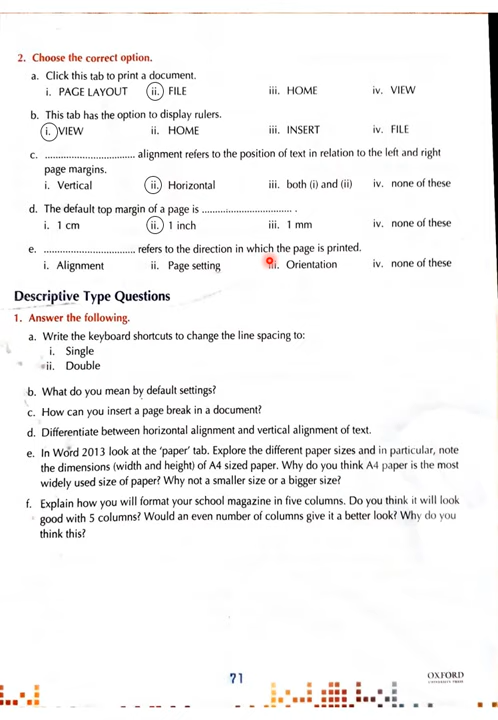 2. Choose the correct option.
a. Click this tab to print a document.
i. PAGE LAYOUT ii. FILE iii. HOME iv. VIEW
b. This tab has the option to display rulers.
i. VIEW ii. HOME iii. INSERT iv. FILE
c. ................................ alignment refers to the position of text in relation to the left and right
page margins.
i. Vertical ii. Horizontal iii. both (i) and (ii) iv. none of these
d. The default top margin of a page is ................................ .
i. 1 cm ii. 1 inch iii. 1 mm iv. none of these
e. ................................ refers to the direction in which the page is printed.
i. Alignment ii. Page setting iii. Orientation iv. none of these
Descriptive Type Questions
1. Answer the following.
a. Write the keyboard shortcuts to change the line spacing to:
i. Single
ii. Double
b. What do you mean by default settings?
c. How can you insert a page break in a document?
d. Differentiate between horizontal alignment and vertical alignment of text.
e. In Word 2013 look at the ‘paper’ tab. Explore the different paper sizes and in particular, note
the dimensions (width and height) of A4 sized paper. Why do you think A4 paper is the most
widely used size of paper? Why not a smaller size or a bigger size?
f. Explain how you will format your school magazine in five columns. Do you think it will look
good with 5 columns? Would an even number of columns give it a better look? Why do you
think this?
71
OXFORD
UNIVERSITY PRESS